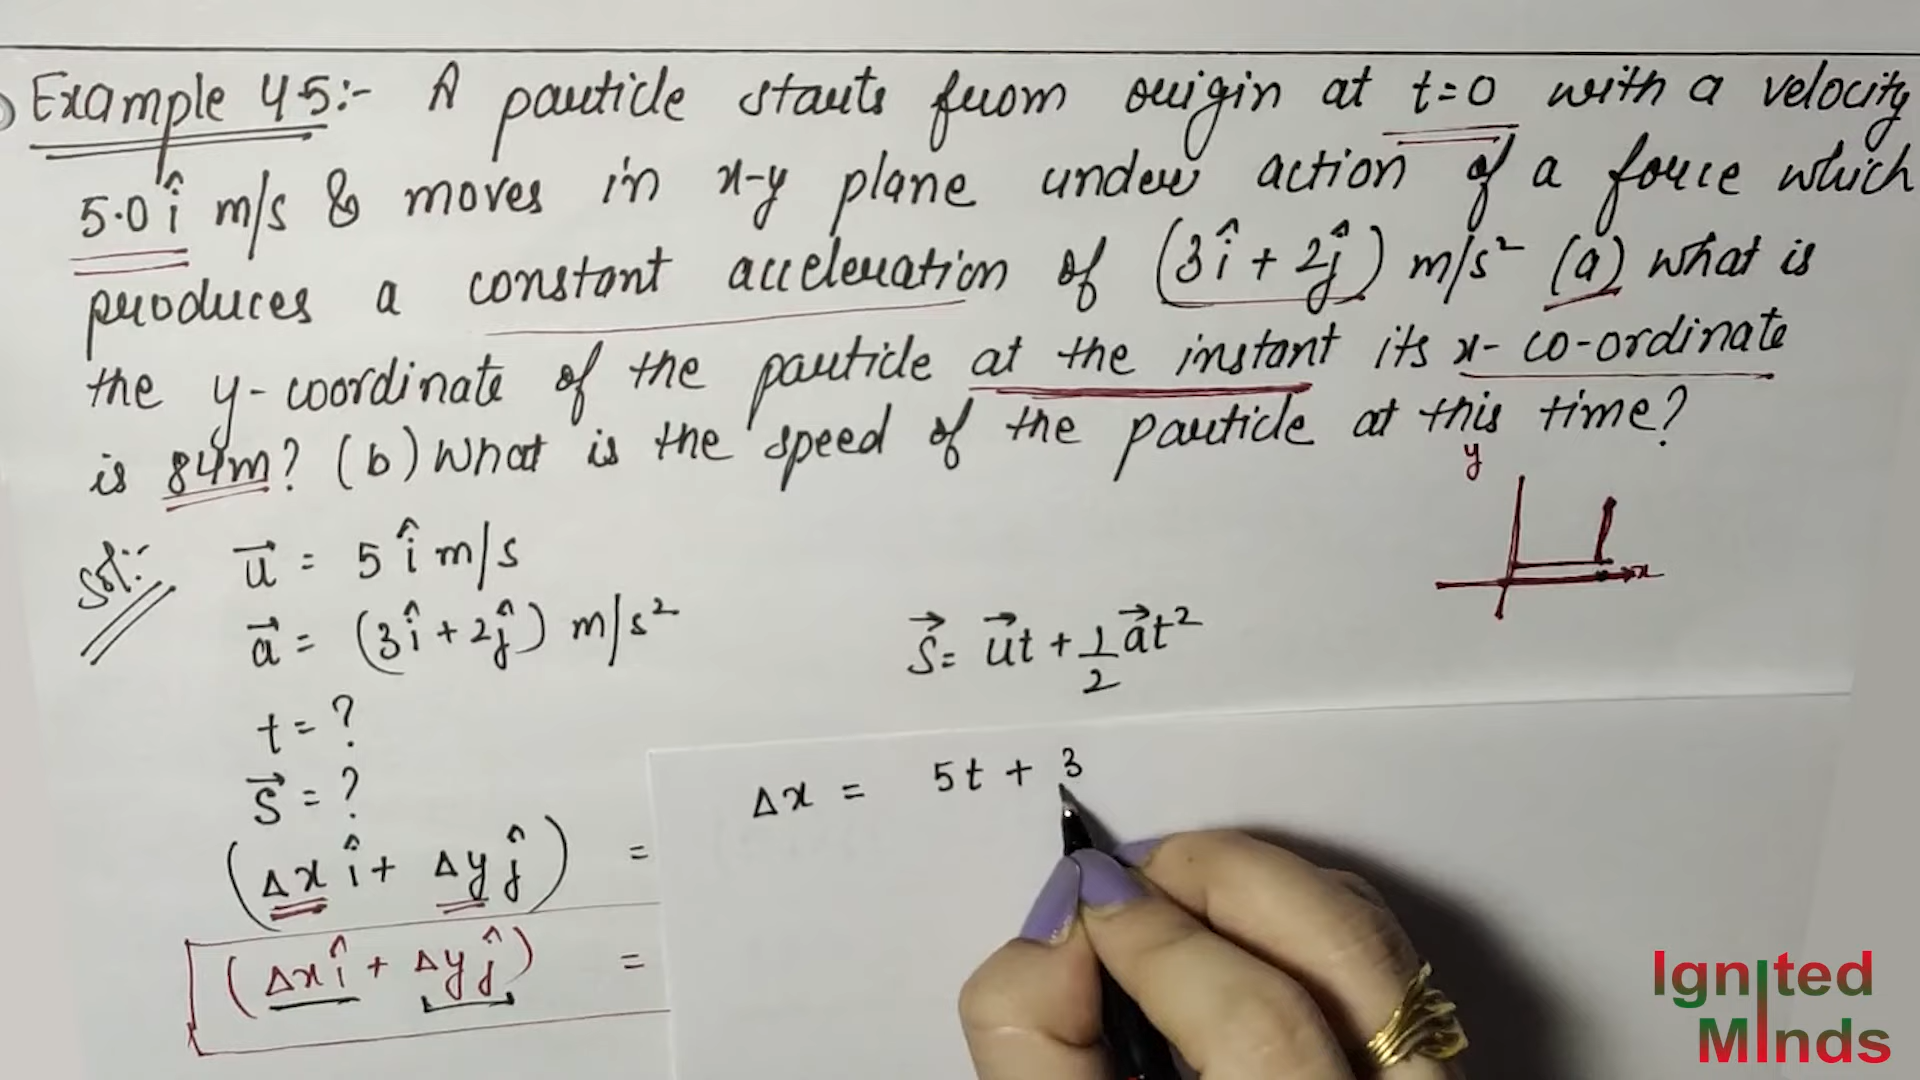 Example 4.5:- A particle starts from origin at t=0 with a velocity
5.0 î m/s & moves in x-y plane under action of a force which
produces a constant acceleration of (3î + 2ĵ) m/s² (a) what is
the y-coordinate of the particle at the instant its x-co-ordinate
is 84m? (b) What is the speed of the particle at this time?
y
x
Sol:-
u⃗ = 5 î m/s
a⃗ = (3î + 2ĵ) m/s²
S⃗ = u⃗t + 1/2 a⃗t²
t = ?
S⃗ = ?
Δx = 5t + 3
(Δx î + Δy ĵ) =
(Δx î + Δy ĵ) =
Ignited
Minds